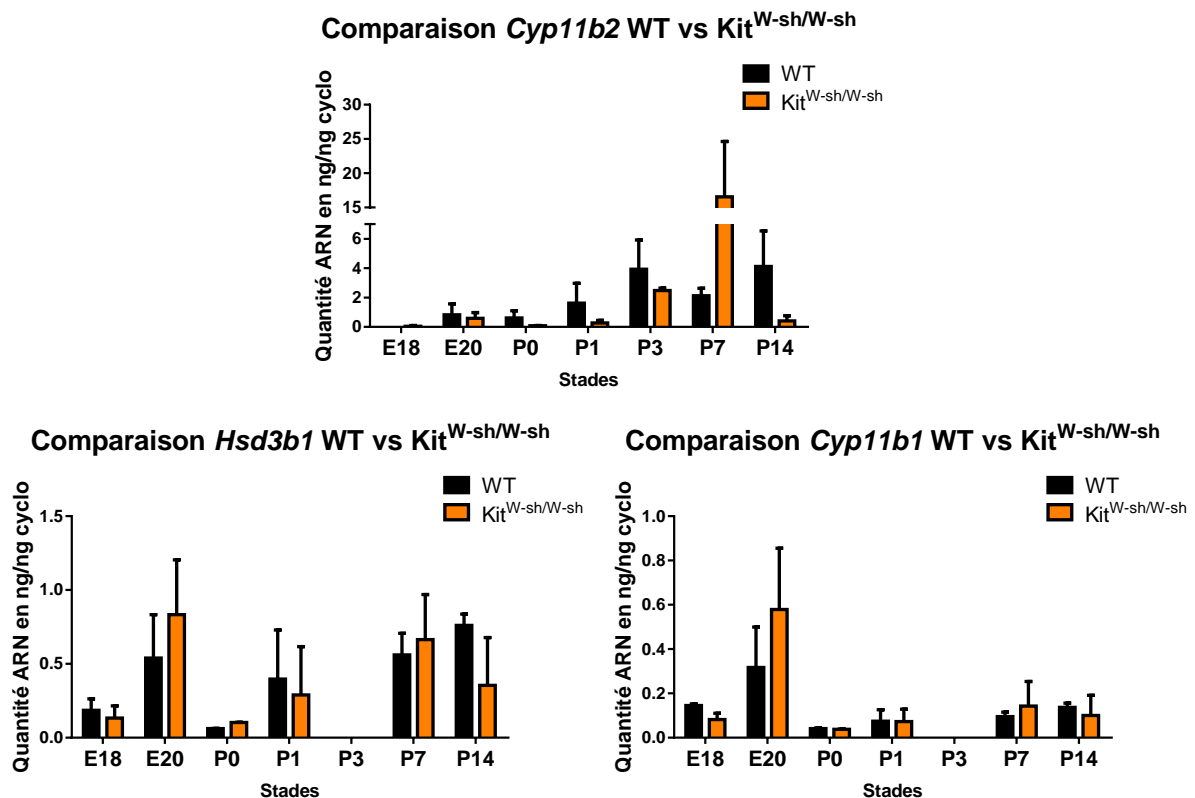 Comparaison Cyp11b2 WT vs Kit^W-sh/W-sh
WT
Kit^W-sh/W-sh
Quantité ARN en ng/ng cyclo
30
25
20
15
6
4
2
0
E18 E20 P0 P1 P3 P7 P14
Stades
Comparaison Hsd3b1 WT vs Kit^W-sh/W-sh
WT
Kit^W-sh/W-sh
Quantité ARN en ng/ng cyclo
1.5
1.0
0.5
0.0
E18 E20 P0 P1 P3 P7 P14
Stades
Comparaison Cyp11b1 WT vs Kit^W-sh/W-sh
WT
Kit^W-sh/W-sh
Quantité ARN en ng/ng cyclo
1.0
0.8
0.6
0.4
0.2
0.0
E18 E20 P0 P1 P3 P7 P14
Stades